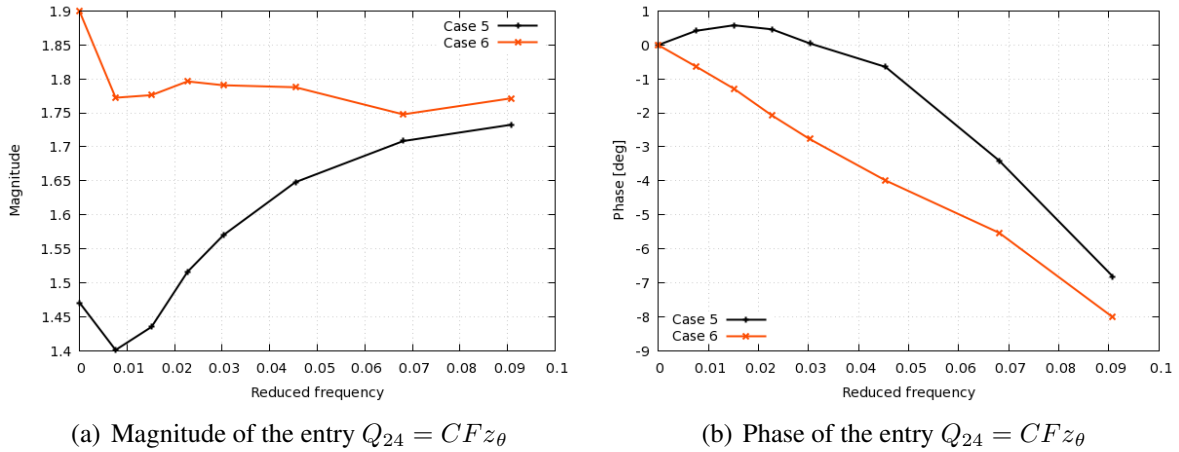 1.9
1.85
1.8
1.75
1.7
1.65
1.6
1.55
1.5
1.45
1.4
Magnitude
Case 5
Case 6
0 0.01 0.02 0.03 0.04 0.05 0.06 0.07 0.08 0.09 0.1
Reduced frequency
(a) Magnitude of the entry Q24 = CFzθ
1
0
-1
-2
-3
-4
-5
-6
-7
-8
-9
Phase [deg]
Case 5
Case 6
0 0.01 0.02 0.03 0.04 0.05 0.06 0.07 0.08 0.09 0.1
Reduced frequency
(b) Phase of the entry Q24 = CFzθ